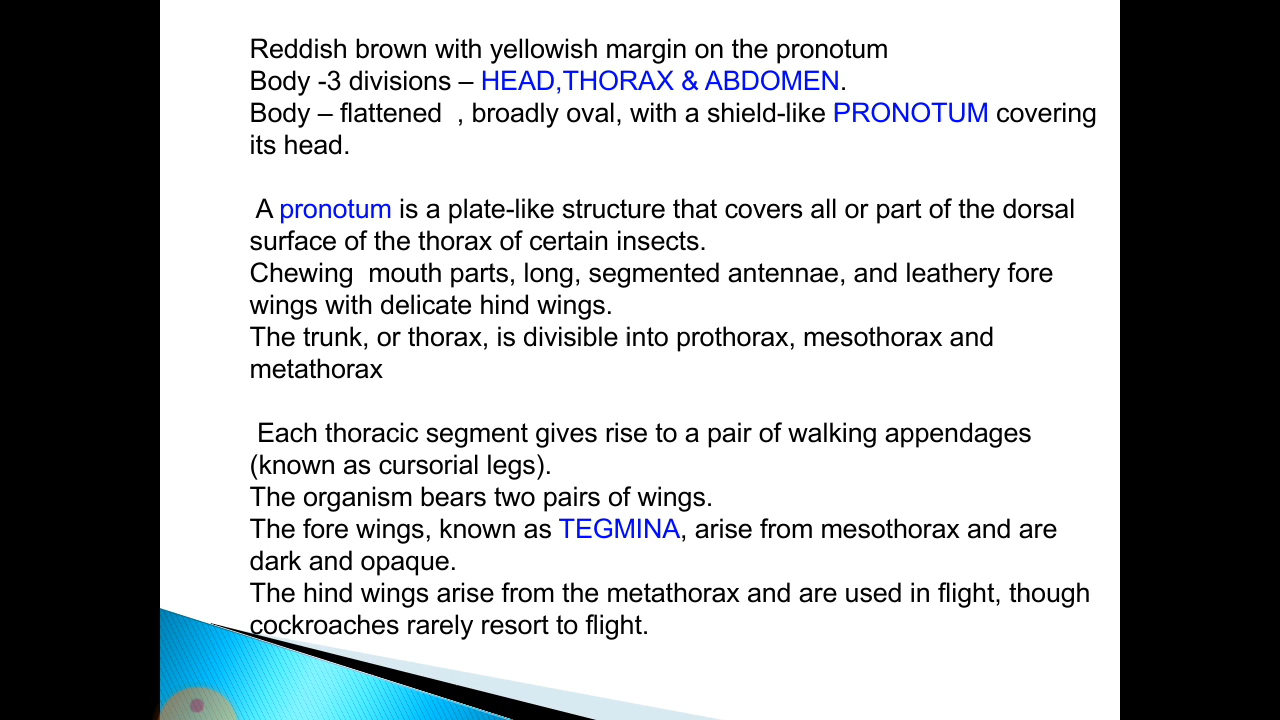 Reddish brown with yellowish margin on the pronotum
Body -3 divisions – HEAD,THORAX & ABDOMEN.
Body – flattened  , broadly oval, with a shield-like PRONOTUM covering
its head.
A pronotum is a plate-like structure that covers all or part of the dorsal
surface of the thorax of certain insects.
Chewing  mouth parts, long, segmented antennae, and leathery fore
wings with delicate hind wings.
The trunk, or thorax, is divisible into prothorax, mesothorax and
metathorax
Each thoracic segment gives rise to a pair of walking appendages
(known as cursorial legs).
The organism bears two pairs of wings.
The fore wings, known as TEGMINA, arise from mesothorax and are
dark and opaque.
The hind wings arise from the metathorax and are used in flight, though
cockroaches rarely resort to flight.